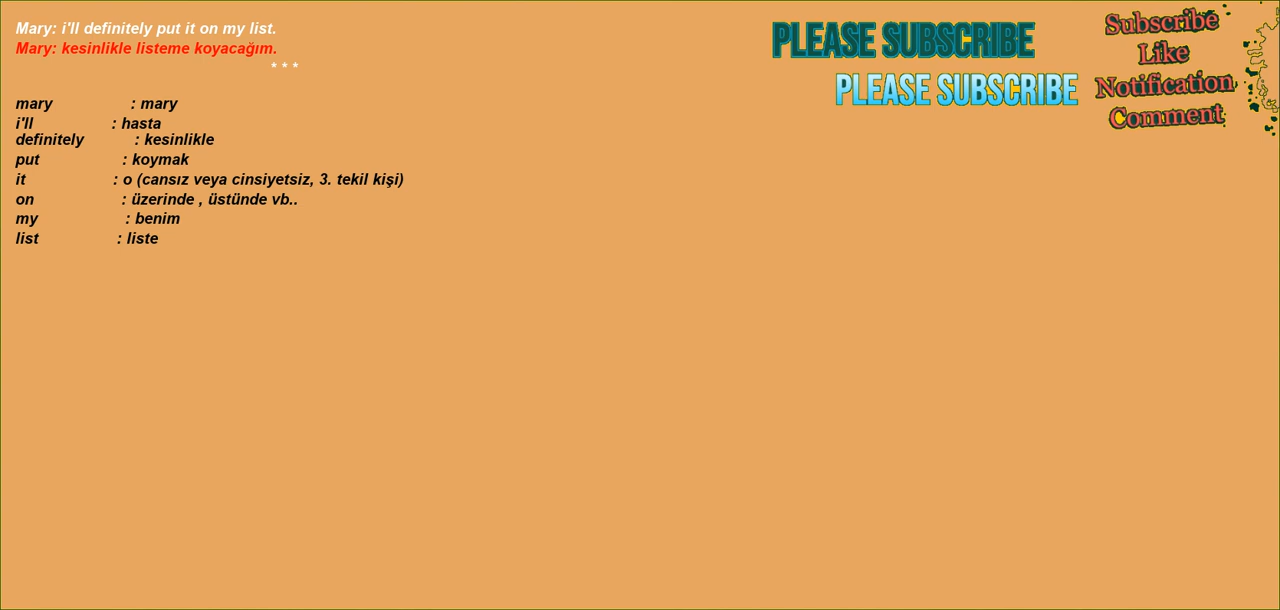 Mary: i'll definitely put it on my list.
Mary: kesinlikle listeme koyacağım.
* * *
mary : mary
i'll : hasta
definitely : kesinlikle
put : koymak
it : o (cansız veya cinsiyetsiz, 3. tekil kişi)
on : üzerinde , üstünde vb..
my : benim
list : liste
PLEASE SUBSCRIBE
PLEASE SUBSCRIBE
Subscribe
Like
Notification
Comment